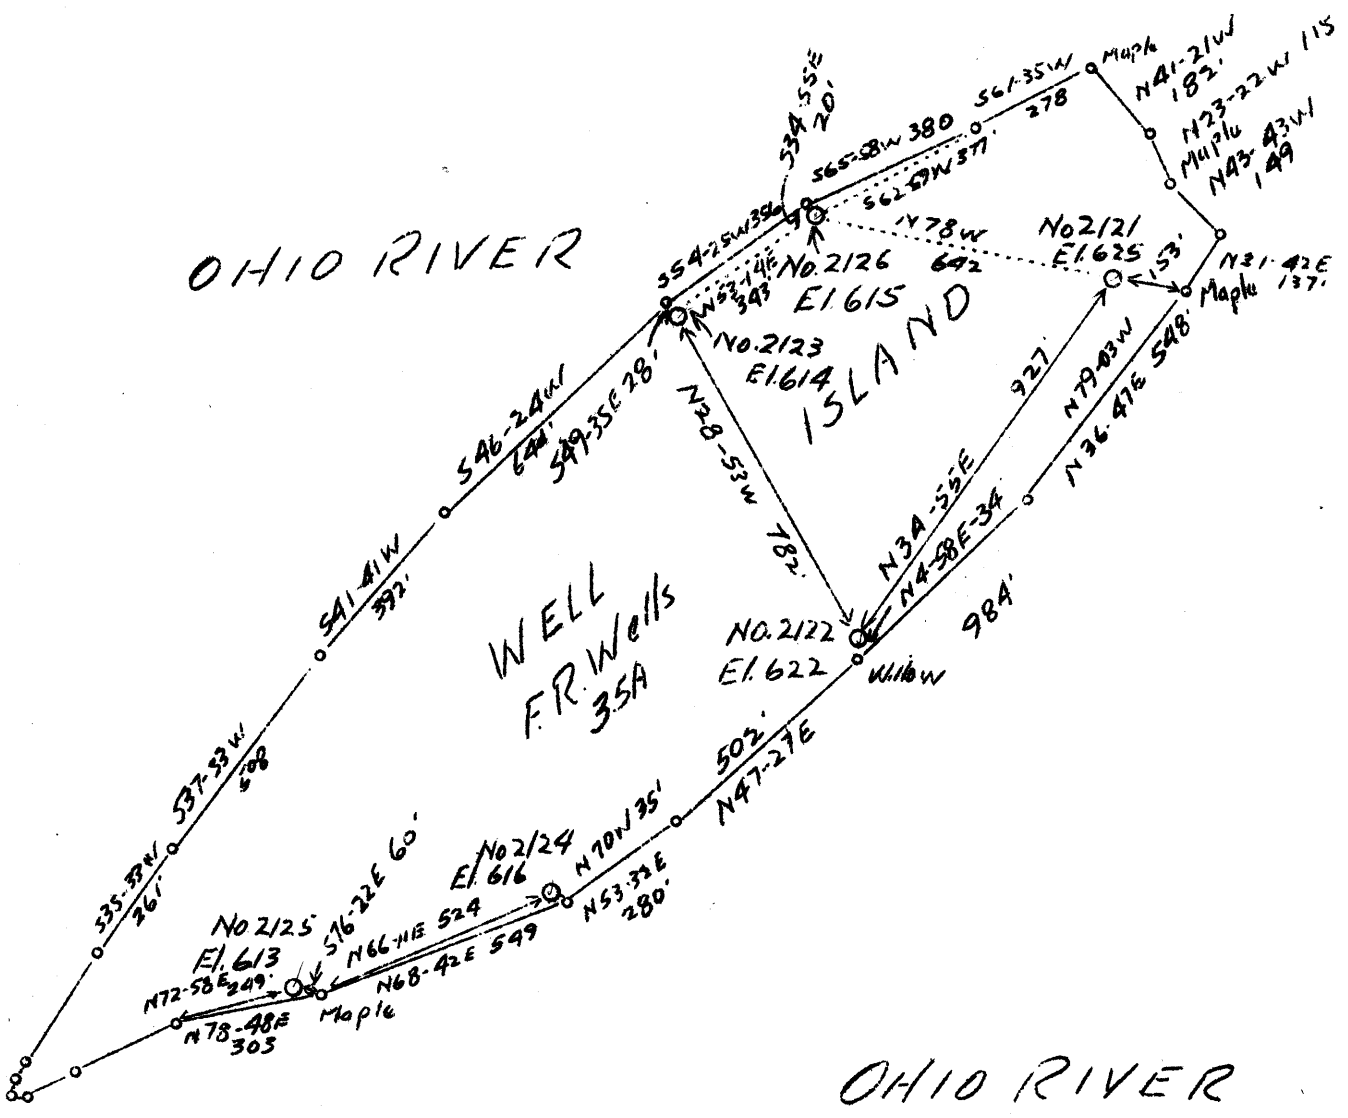 Maple
N41-21W
182'
N23-22W 115
Maple
N43-43W
149
S61-35W
278
S34-55E
20'
S65-58W 380
S62-59W 377'
OHIO RIVER
S54-25W 356
N53-14E
343'
N78W
642
No 2121
El. 625
153'
N31-42E
137'
Maple
No. 2126
El. 615
No. 2123
El. 614
ISLAND
927'
N79-03W
N36-47E 548'
S46-24W
644'
S49-35E 28'
N28-53W 782'
N34-55E
N4-58E-34'
984'
S41-41W
392'
WELL
F.R. Wells
35A
No. 2122
El. 622
Willow
502'
N47-27E
S37-33W
508
N70W 35'
No 2124
El. 616
N53-32E
280'
S35-33W
261'
No 2125
El. 613
S76-22E 60'
N66-11E 524
N68-42E 549
N72-58E 249'
N78-48E
303
Maple
OHIO RIVER